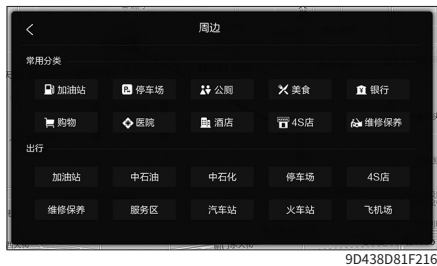 周边
常用分类
加油站 停车场 公厕 美食 银行
购物 医院 酒店 4S店 维修保养
出行
加油站 中石油 中石化 停车场 4S店
维修保养 服务区 汽车站 火车站 飞机场
9D438D81F216